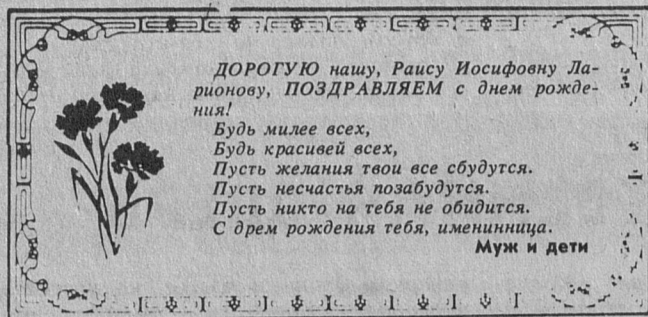 ДОРОГУЮ нашу, Раису Иосифовну Ла-
рионову, ПОЗДРАВЛЯЕМ с днем рожде-
ния!
Будь милее всех,
Будь красивей всех,
Пусть желания твои все сбудутся.
Пусть несчастья позабудутся.
Пусть никто на тебя не обидится.
С дрем рождения тебя, именинница.
Муж и дети